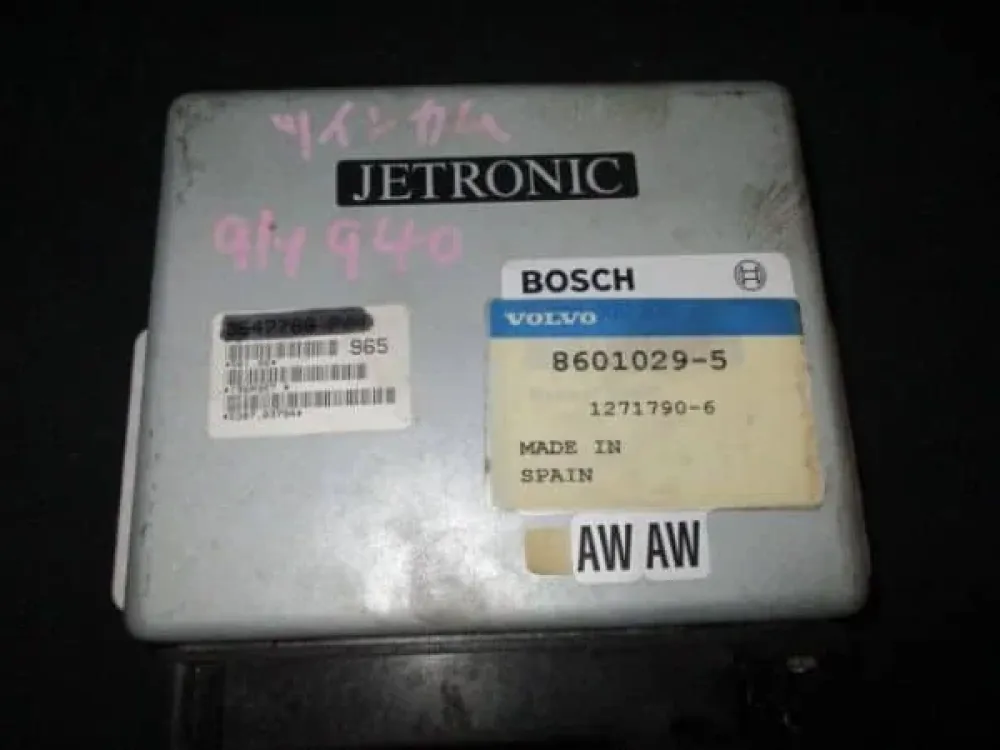 ツインカム
JETRONIC
91y 940
BOSCH
VOLVO
965
8601029-5
1271790-6
MADE IN
SPAIN
AW AW